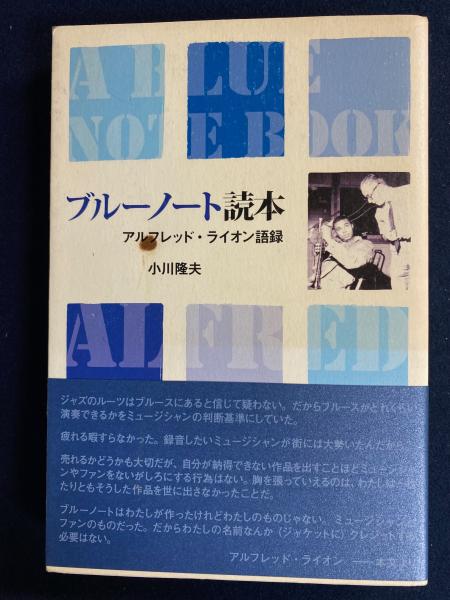 A BLUE
NOTE BOOK
ブルーノート読本
アルフレッド・ライオン語録
小川隆夫
ALFRED
ジャズのルーツはブルースにあると信じて疑わない。だからブルースがどれくらい
演奏できるかをミュージシャンの判断基準にしていた。
疲れる暇すらなかった。録音したいミュージシャンが街には大勢いたんだから。
売れるかどうかも大切だが、自分が納得できない作品を出すことほどミュージシャ
ンやファンをないがしろにする行為はない。胸を張っていえるのは、わたしは
たりともそうした作品を世に出さなかったことだ。
ブルーノートはわたしが作ったけれどわたしのものじゃない。ミュージシャ
ファンのものだった。だからわたしの名前なんか(ジャケットに)クレジットす
必要はない。
アルフレッド・ライオン